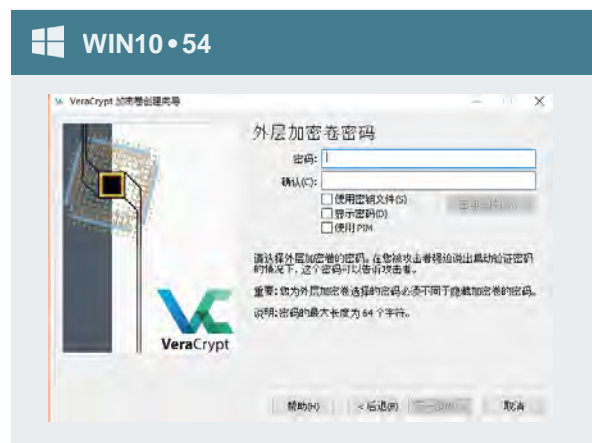 WIN10•54
VeraCrypt 加密卷创建向导
外层加密卷密码
密码:
确认(C):
使用密钥文件(S)
显示密码(D)
使用 PIM
请选择外层加密卷的密码。在您被攻击者强迫说出启动验证密码
的情况下，这个密码可以告诉攻击者。
重要:您为外层加密卷选择的密码必须不同于隐藏加密卷的密码。
说明:密码的最大长度为 64 个字符。
VeraCrypt
帮助(H)
< 后退(B)
取消